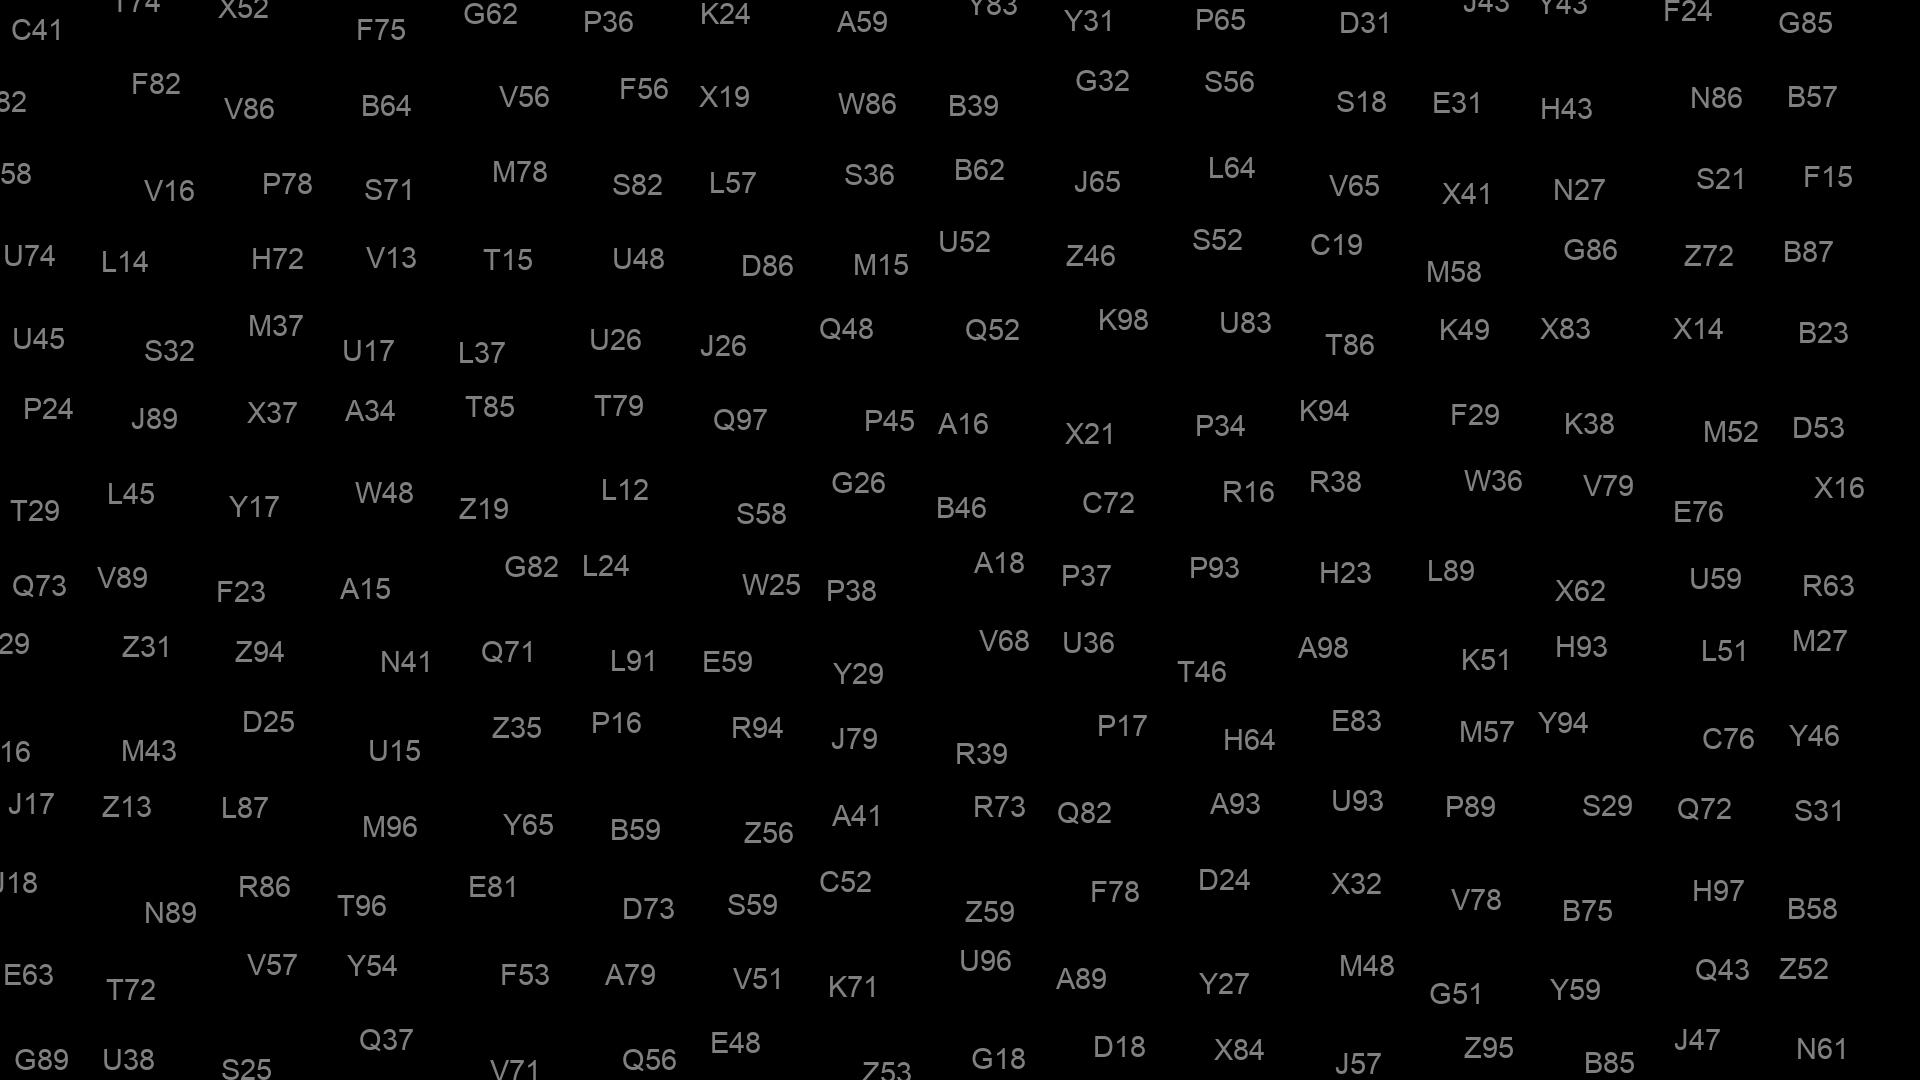 C41 T74 X52 F75 G62 P36 K24 A59 Y83 Y31 P65 D31 J43 Y43 F24 G85
82 F82 V86 B64 V56 F56 X19 W86 B39 G32 S56 S18 E31 H43 N86 B57
58 V16 P78 S71 M78 S82 L57 S36 B62 J65 L64 V65 X41 N27 S21 F15
U74 L14 H72 V13 T15 U48 D86 M15 U52 Z46 S52 C19 M58 G86 Z72 B87
U45 S32 M37 U17 L37 U26 J26 Q48 Q52 K98 U83 T86 K49 X83 X14 B23
P24 J89 X37 A34 T85 T79 Q97 P45 A16 X21 P34 K94 F29 K38 M52 D53
T29 L45 Y17 W48 Z19 L12 S58 G26 B46 C72 R16 R38 W36 V79 E76 X16
Q73 V89 F23 A15 G82 L24 W25 P38 A18 P37 P93 H23 L89 X62 U59 R63
29 Z31 Z94 N41 Q71 L91 E59 Y29 V68 U36 T46 A98 K51 H93 L51 M27
16 M43 D25 U15 Z35 P16 R94 J79 R39 P17 H64 E83 M57 Y94 C76 Y46
J17 Z13 L87 M96 Y65 B59 Z56 A41 R73 Q82 A93 U93 P89 S29 Q72 S31
18 N89 R86 T96 E81 D73 S59 C52 Z59 F78 D24 X32 V78 B75 H97 B58
E63 T72 V57 Y54 F53 A79 V51 K71 U96 A89 Y27 M48 G51 Y59 Q43 Z52
G89 U38 S25 Q37 V71 Q56 E48 Z53 G18 D18 X84 J57 Z95 B85 J47 N61